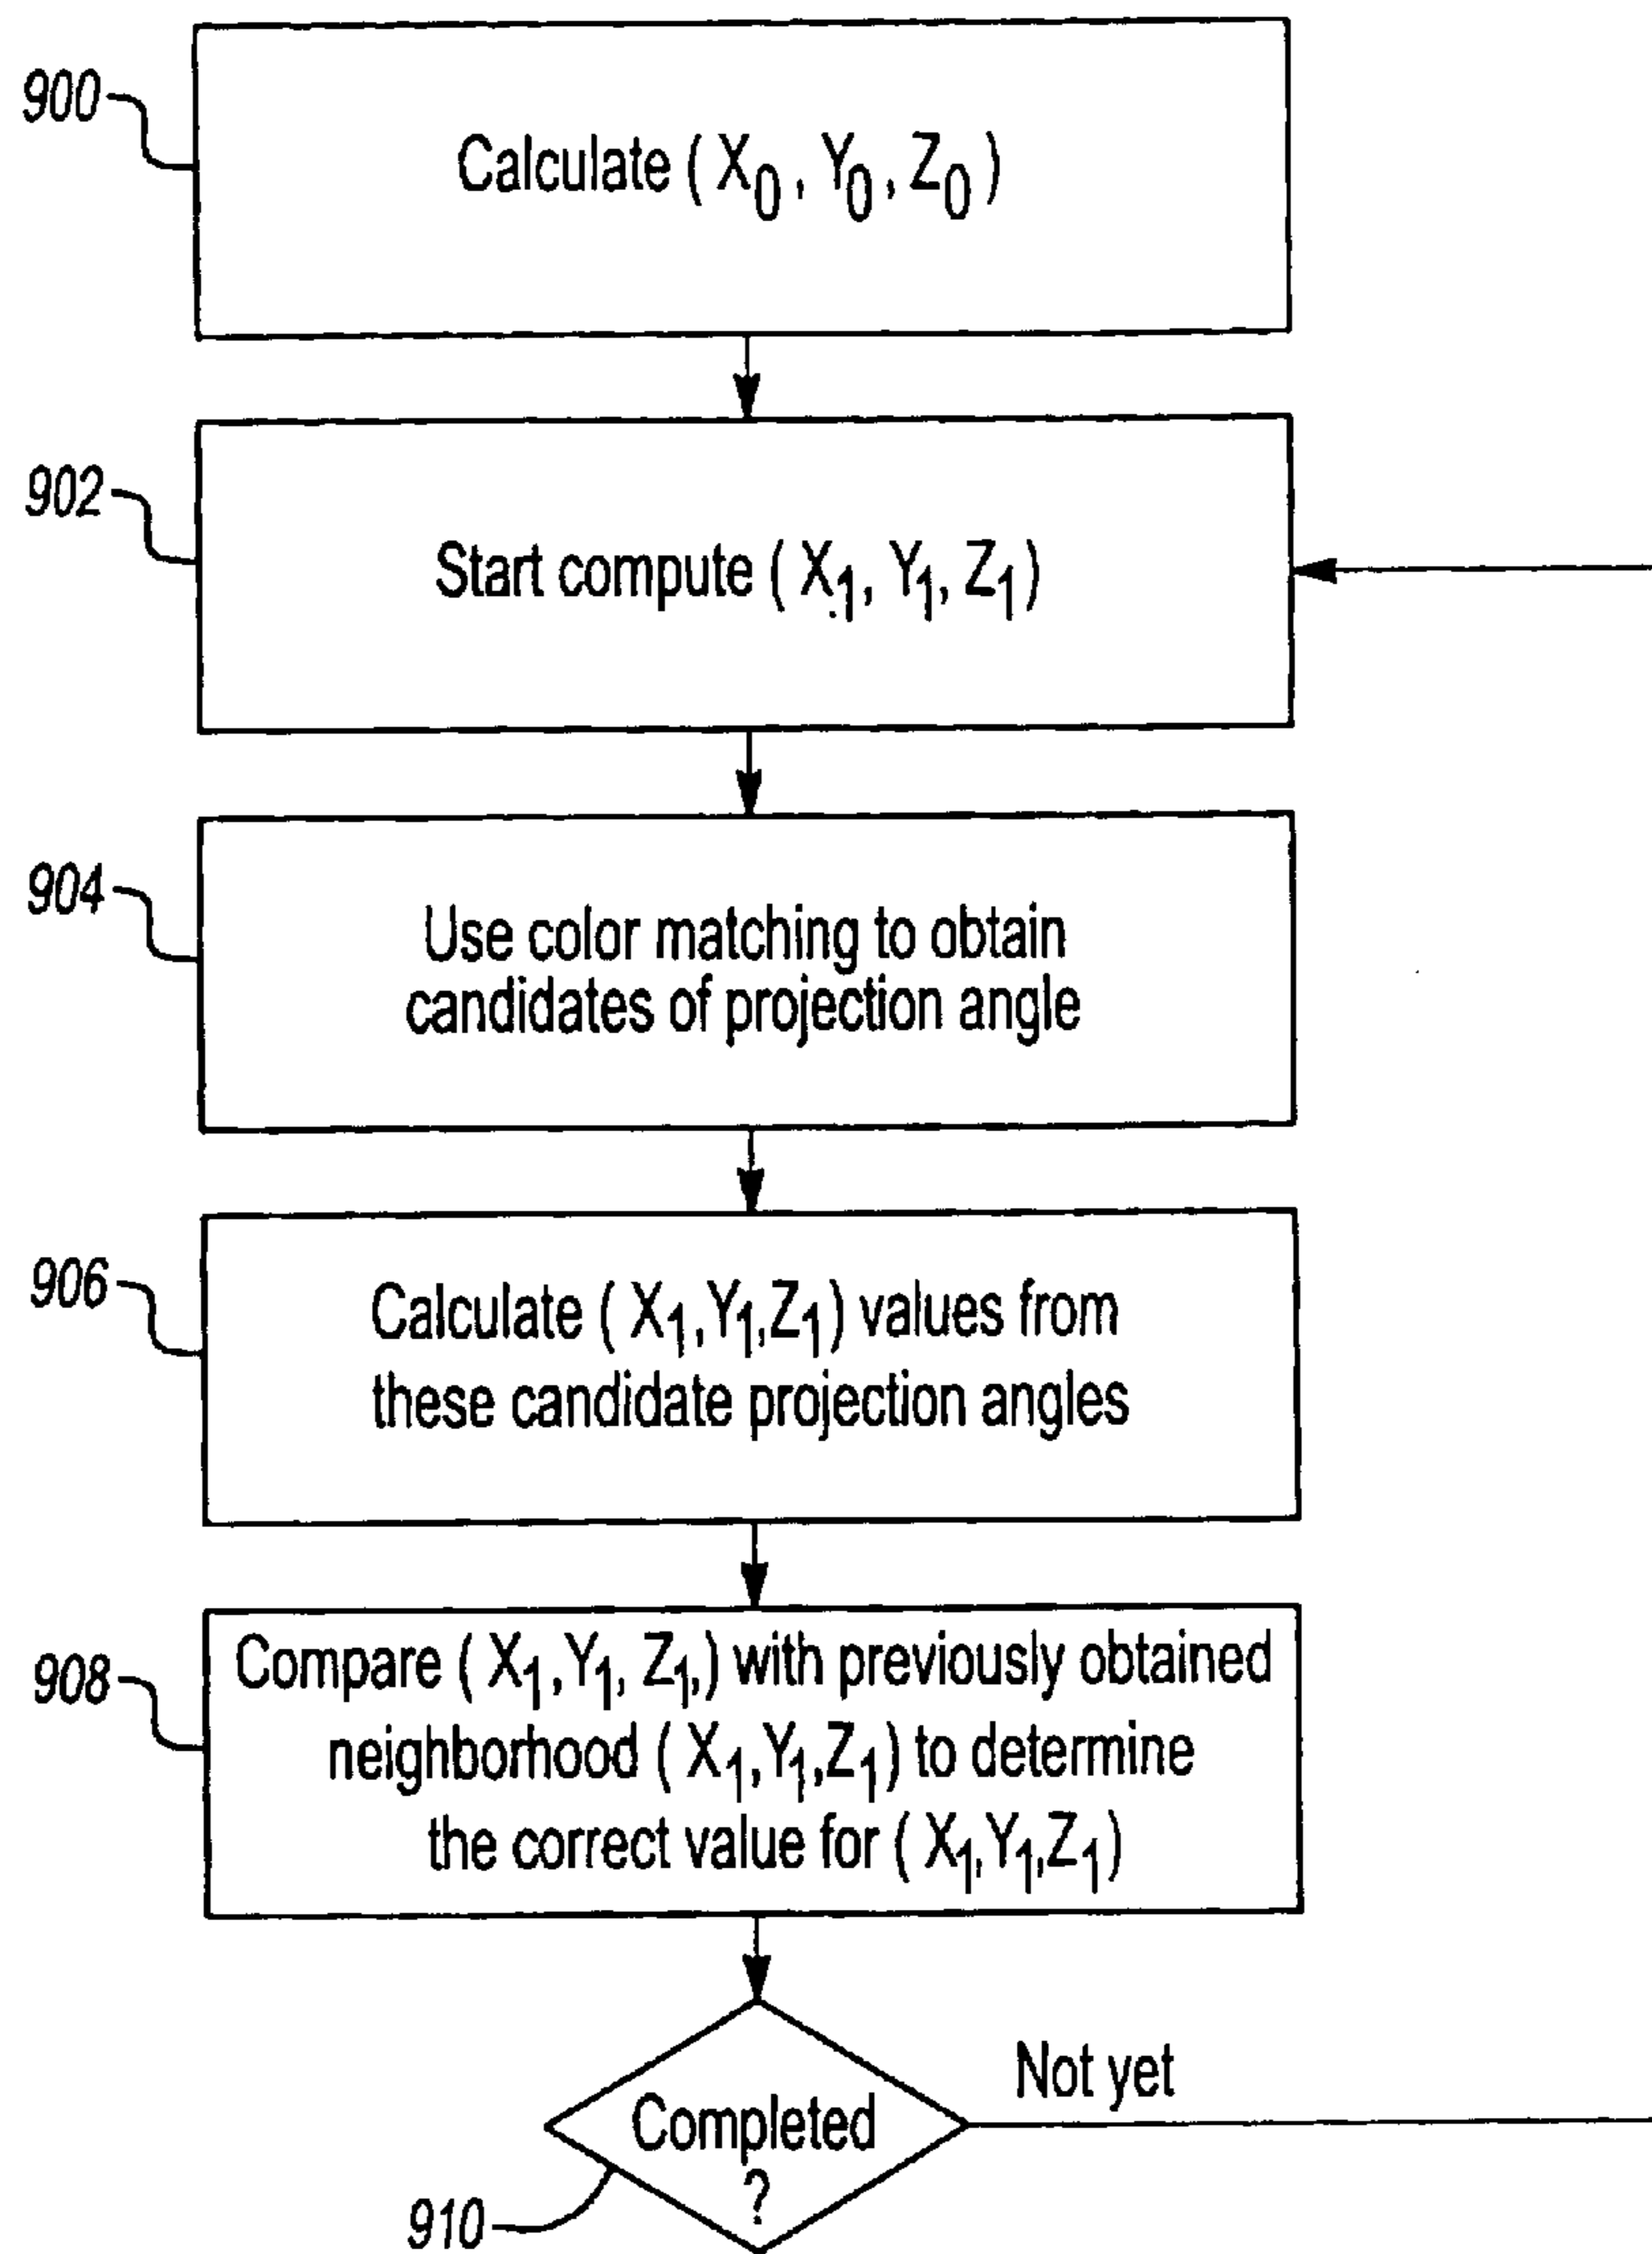 900
Calculate ( X0 , Y0 , Z0 )
902
Start compute ( X1, Y1, Z1 )
904
Use color matching to obtain
candidates of projection angle
906
Calculate ( X1,Y1,Z1 ) values from
these candidate projection angles
908
Compare ( X1,Y1, Z1,) with previously obtained
neighborhood ( X1,Y1,Z1 ) to determine
the correct value for ( X1,Y1,Z1 )
Not yet
Completed
?
910